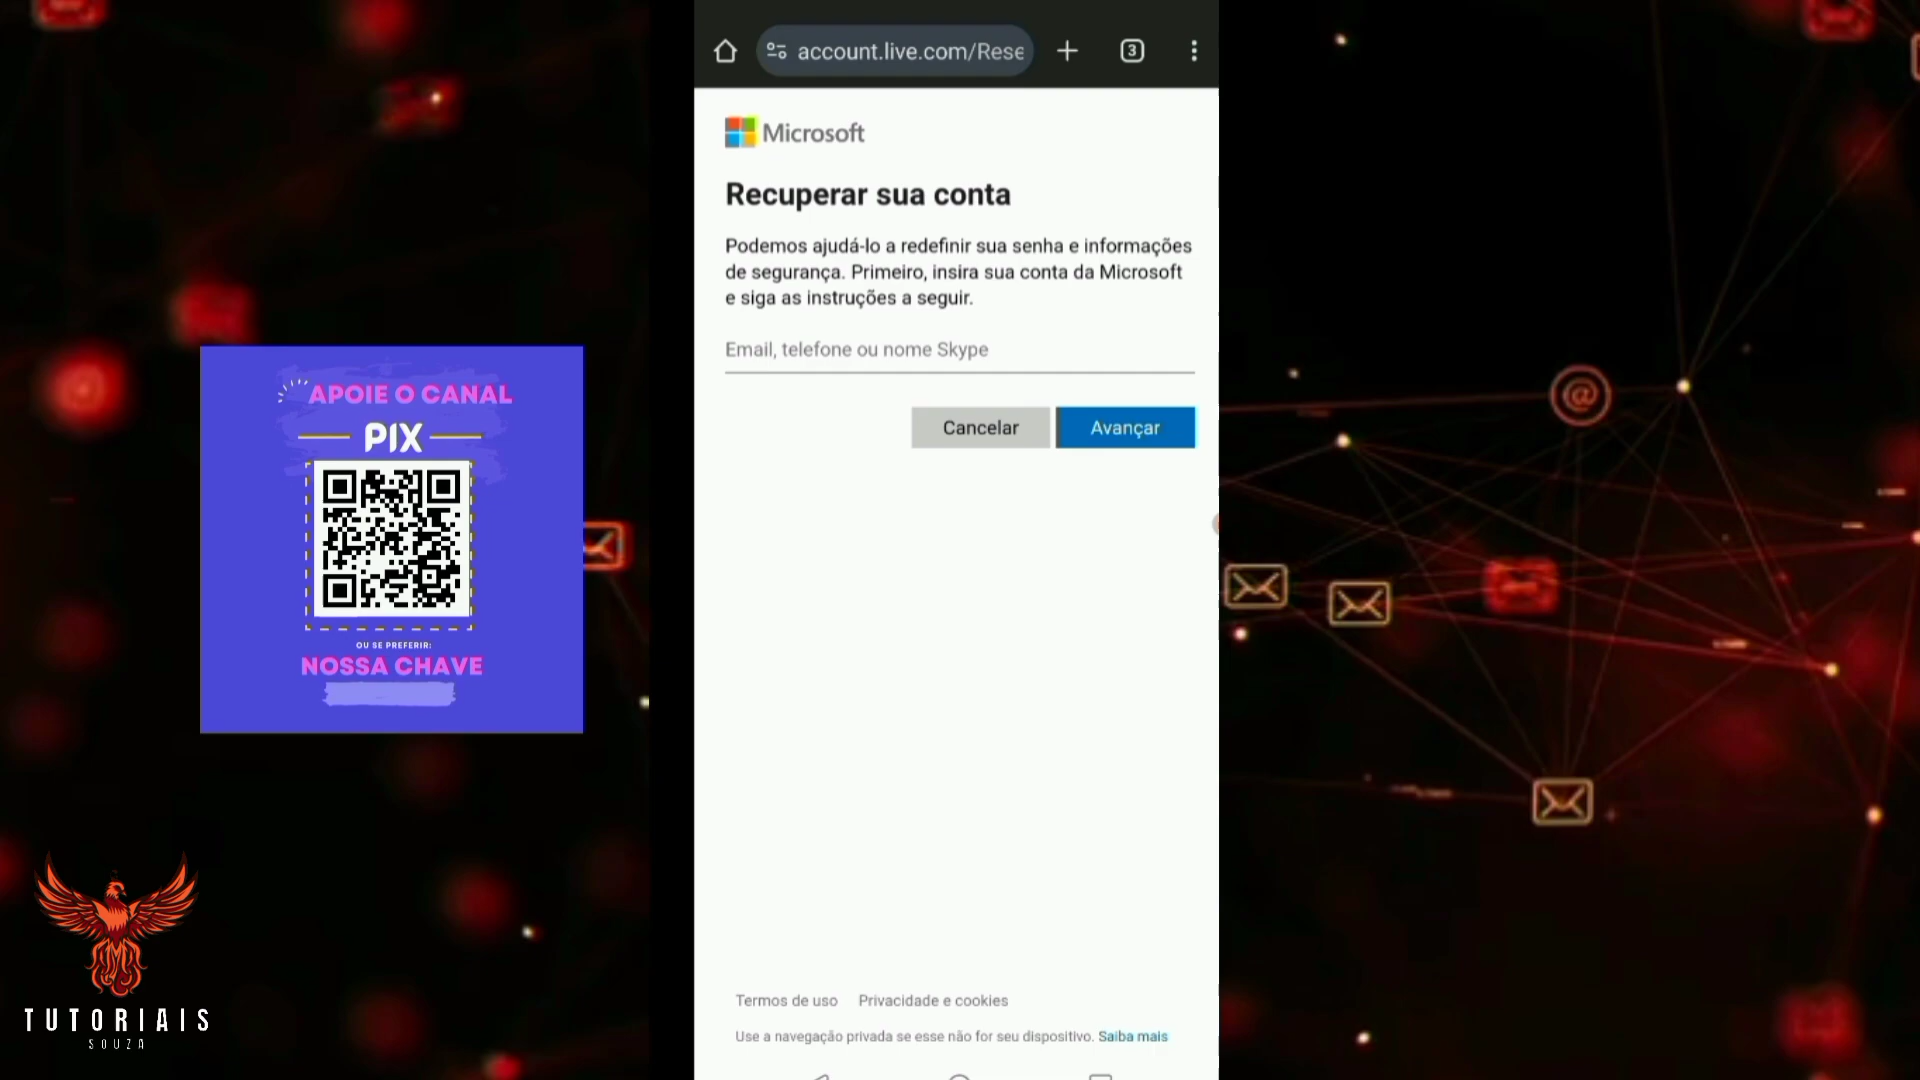 account.live.com/Rese
3
Microsoft
Recuperar sua conta
Podemos ajudá-lo a redefinir sua senha e informações
de segurança. Primeiro, insira sua conta da Microsoft
e siga as instruções a seguir.
Email, telefone ou nome Skype
Cancelar
Avançar
APOIE O CANAL
PIX
OU SE PREFERIR:
NOSSA CHAVE
TUTORIAIS
SOUZA
Termos de uso
Privacidade e cookies
Use a navegação privada se esse não for seu dispositivo. Saiba mais